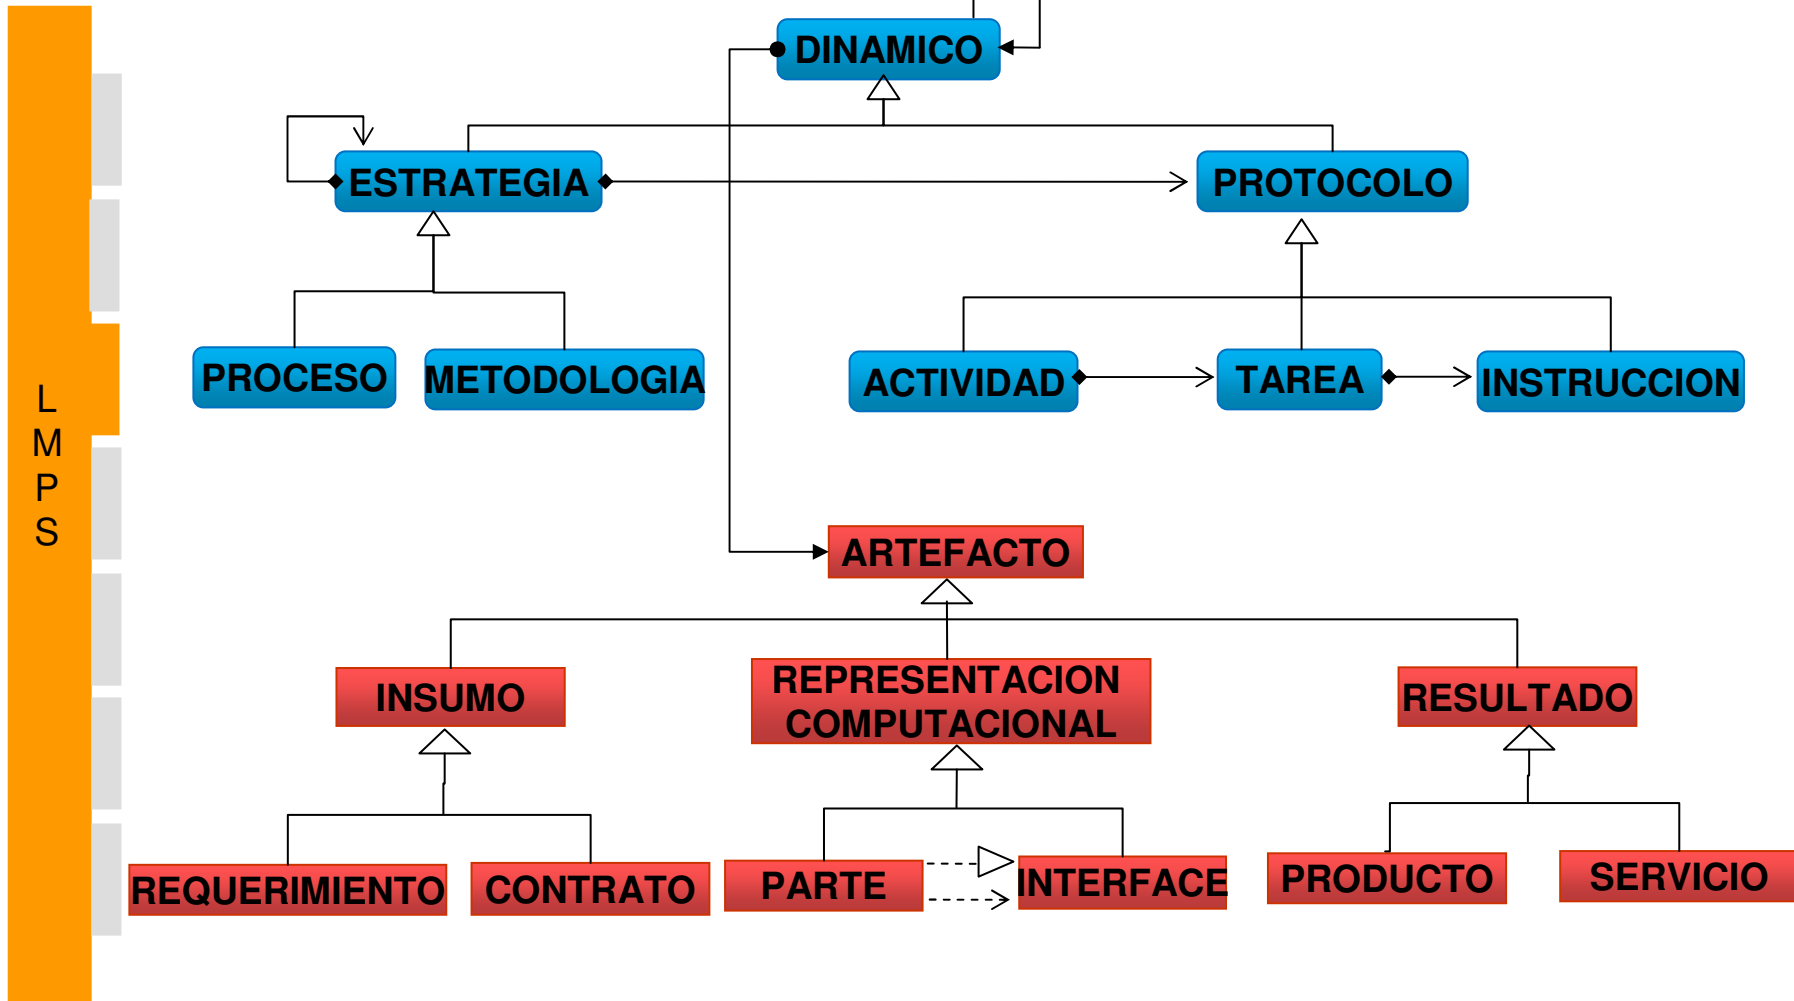 DINAMICO
ESTRATEGIA
PROTOCOLO
PROCESO
METODOLOGIA
ACTIVIDAD
TAREA
INSTRUCCION
L
M
P
S
ARTEFACTO
INSUMO
REPRESENTACION
COMPUTACIONAL
RESULTADO
REQUERIMIENTO
CONTRATO
PARTE
INTERFACE
PRODUCTO
SERVICIO